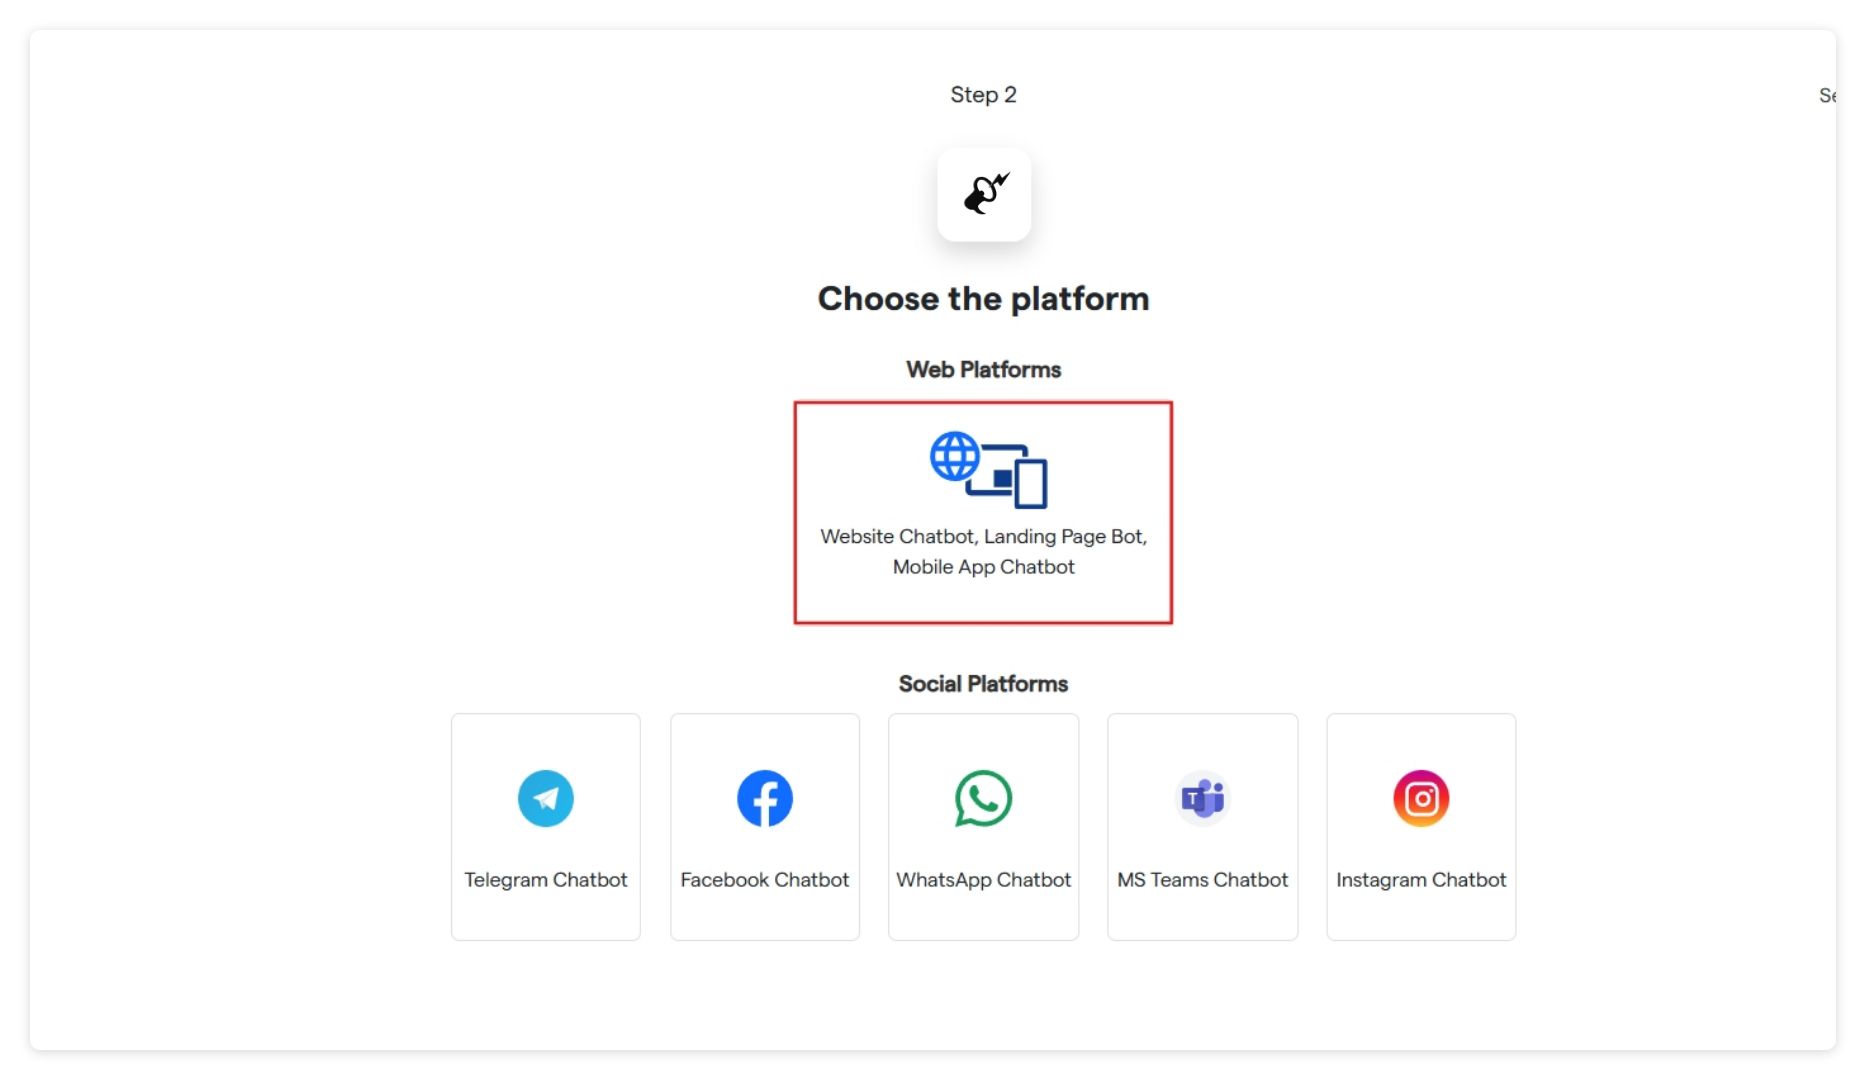 Step 2
Choose the platform
Web Platforms
Website Chatbot, Landing Page Bot,
Mobile App Chatbot
Social Platforms
Telegram Chatbot
Facebook Chatbot
WhatsApp Chatbot
MS Teams Chatbot
Instagram Chatbot